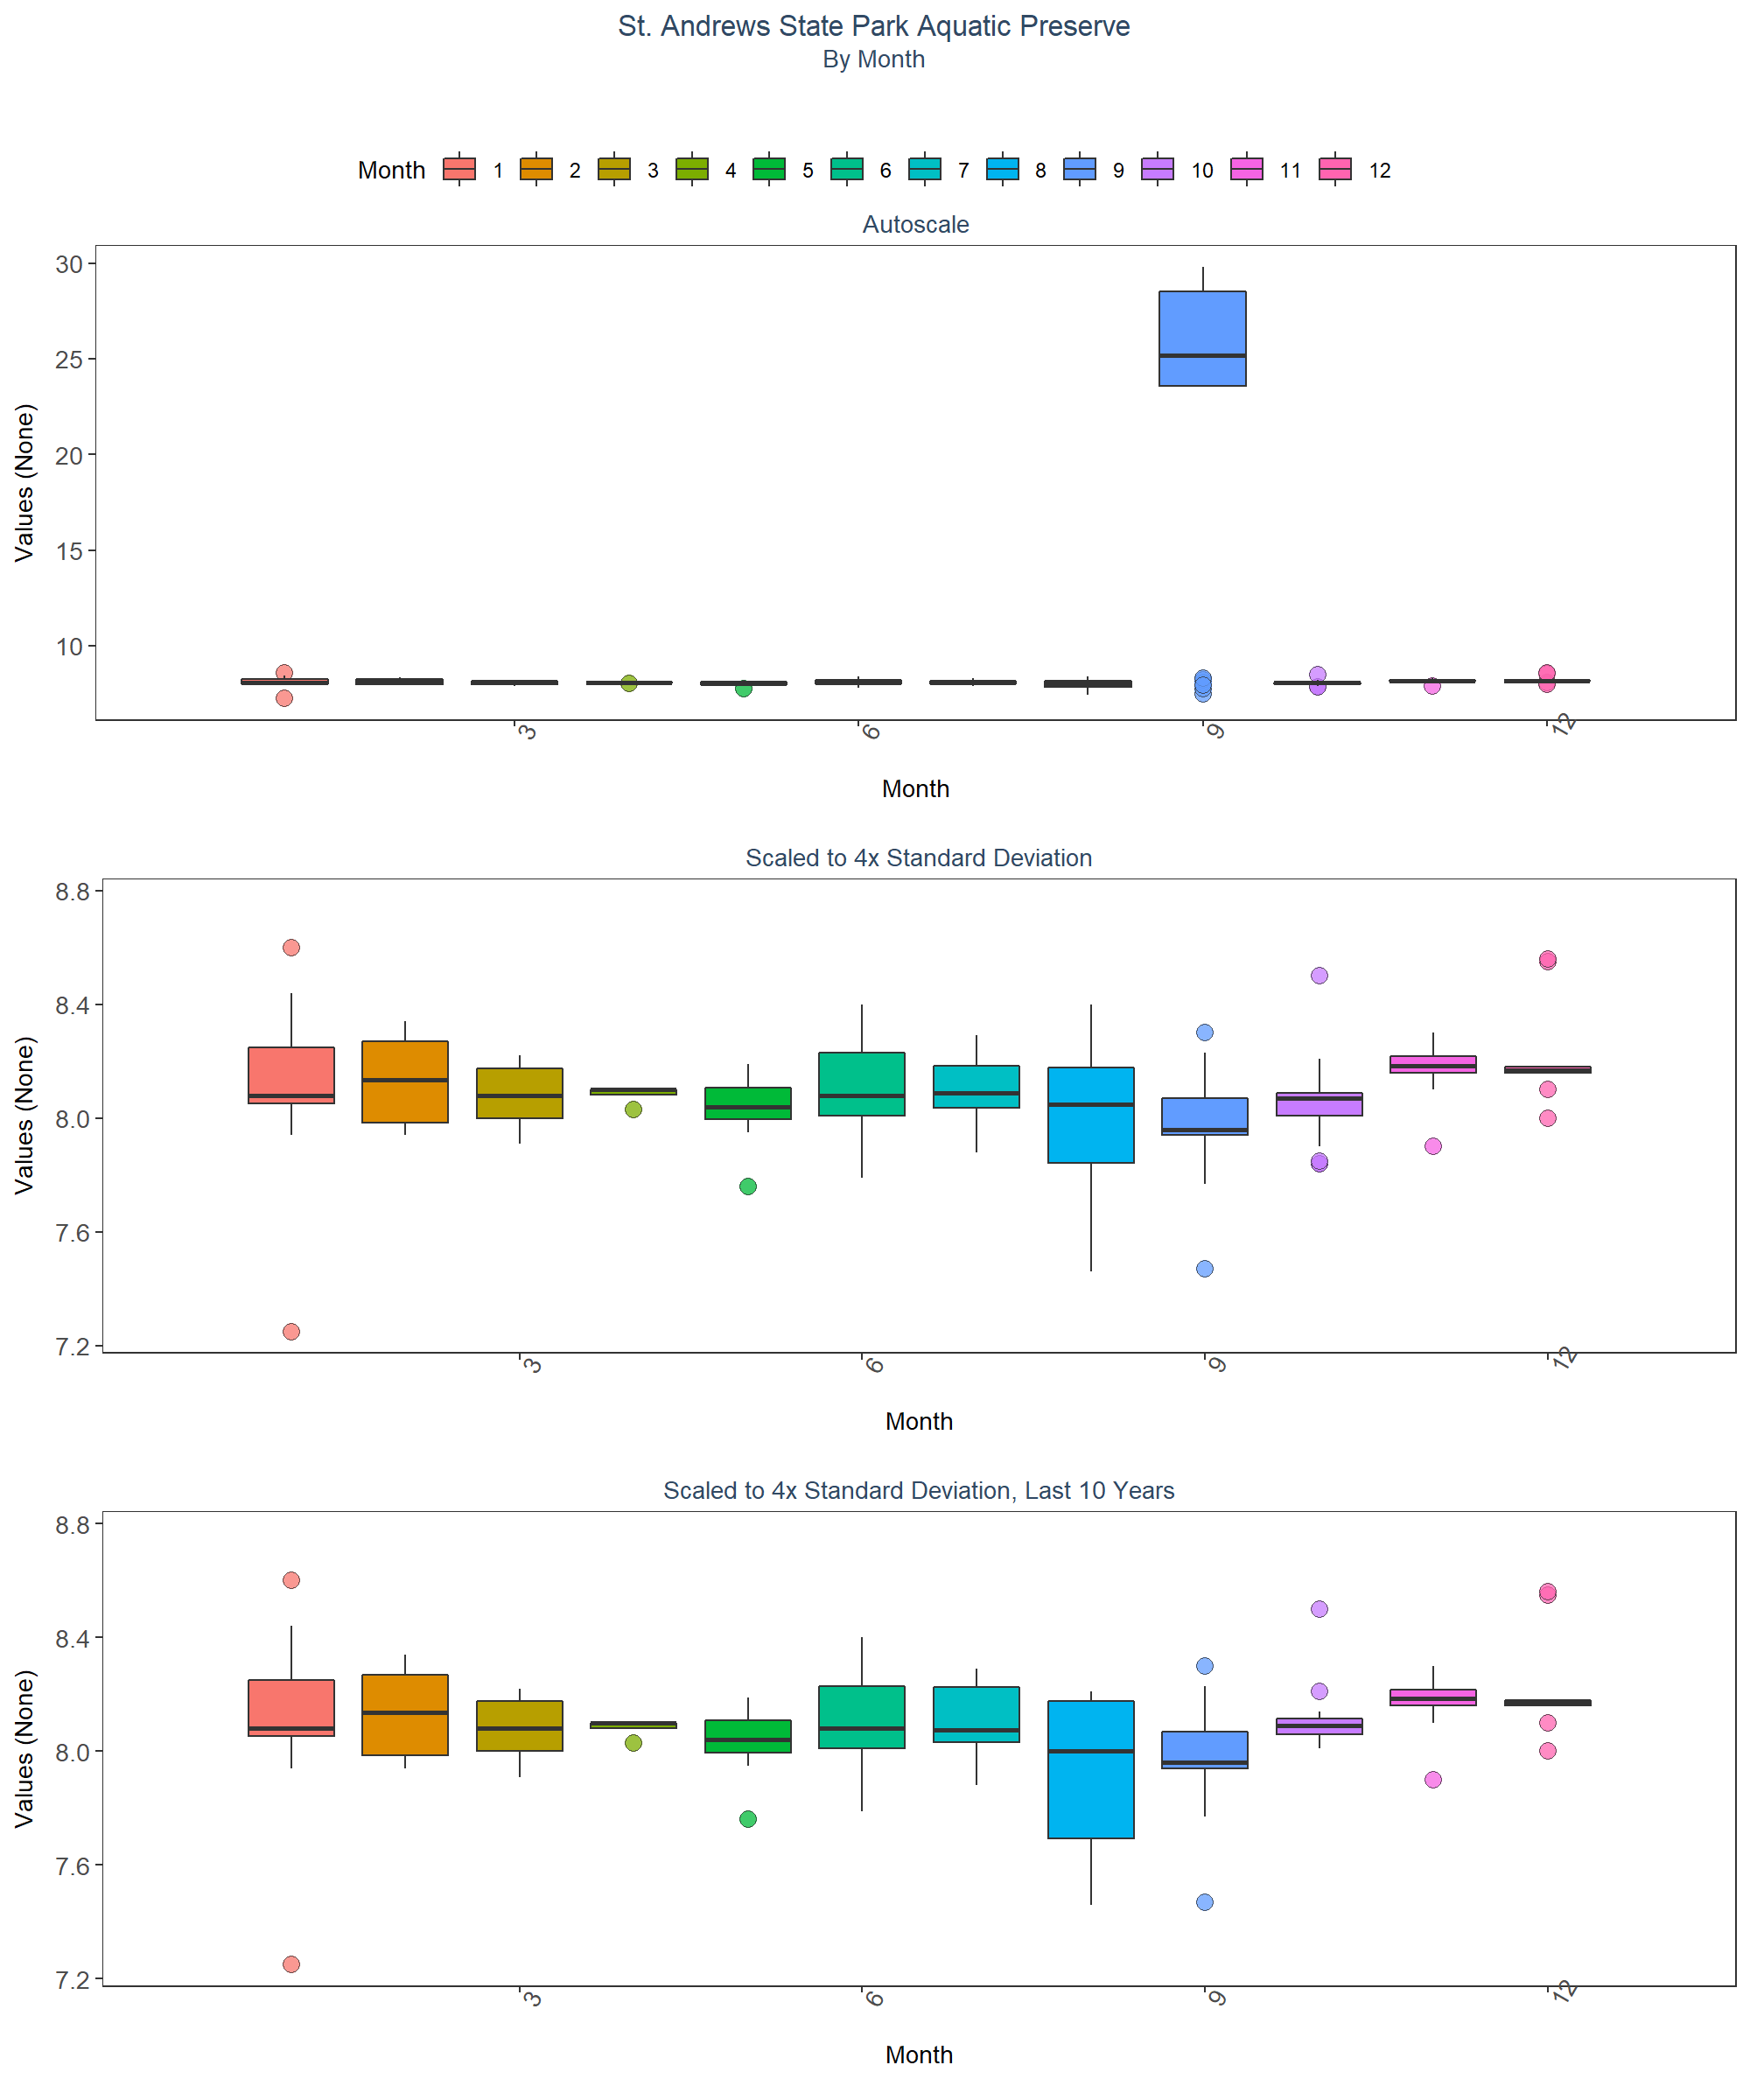 St. Andrews State Park Aquatic Preserve
By Month
Month 1 2 3 4 5 6 7 8 9 10 11 12
Autoscale
Values (None)
30
25
20
15
10
3 6 9 12
Month
Scaled to 4x Standard Deviation
Values (None)
8.8
8.4
8.0
7.6
7.2
3 6 9 12
Month
Scaled to 4x Standard Deviation, Last 10 Years
Values (None)
8.8
8.4
8.0
7.6
7.2
3 6 9 12
Month